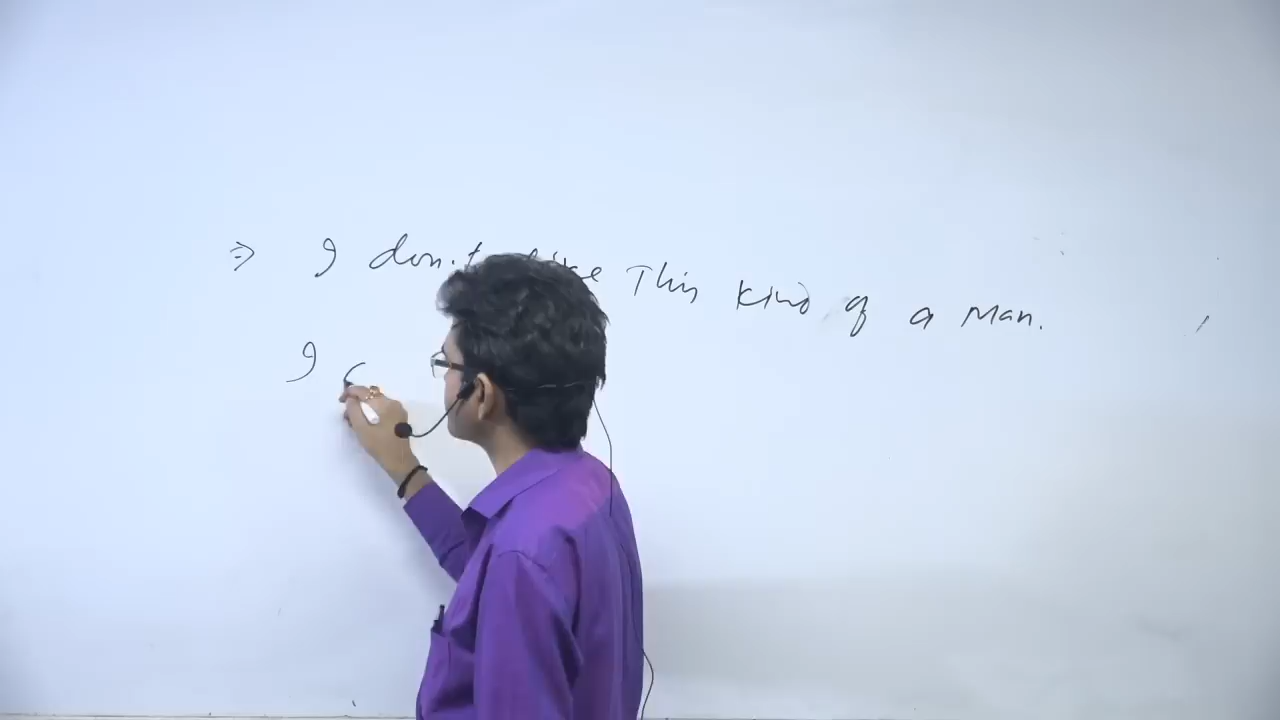 ⇒ I don't like This Kind of a Man.
I